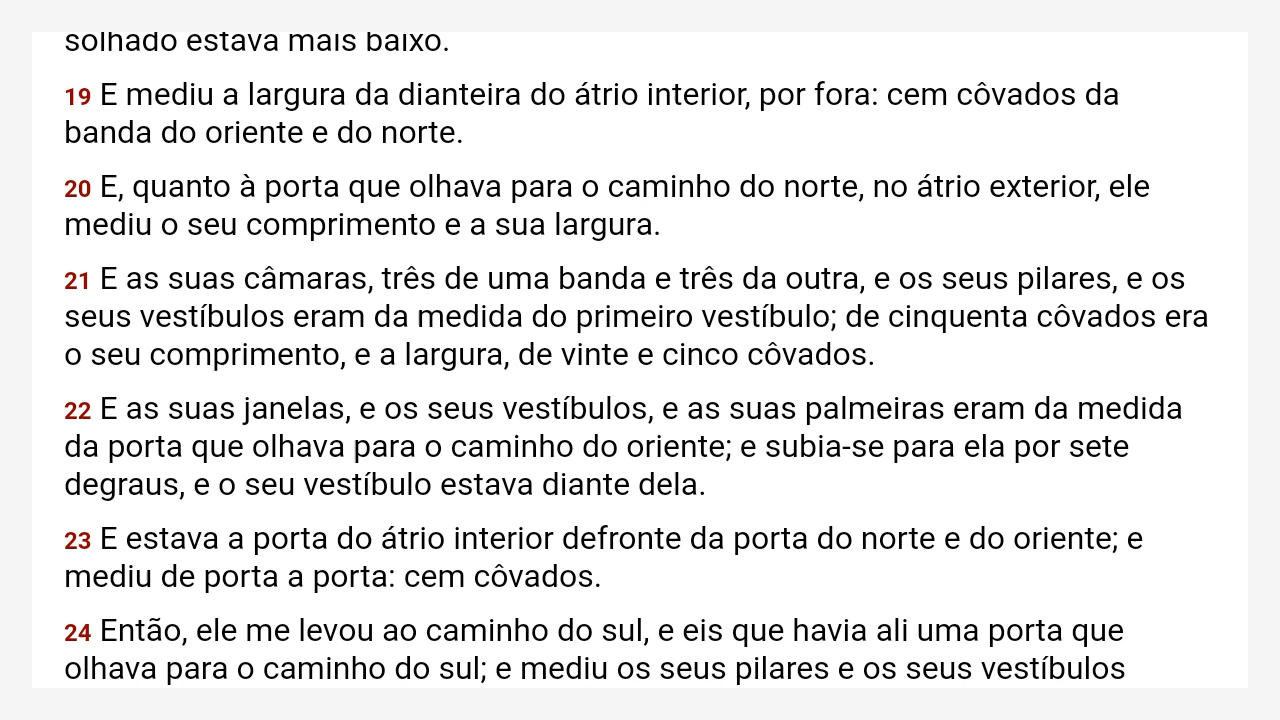 solhado estava mais baixo.
19 E mediu a largura da dianteira do átrio interior, por fora: cem côvados da
banda do oriente e do norte.
20 E, quanto à porta que olhava para o caminho do norte, no átrio exterior, ele
mediu o seu comprimento e a sua largura.
21 E as suas câmaras, três de uma banda e três da outra, e os seus pilares, e os
seus vestíbulos eram da medida do primeiro vestíbulo; de cinquenta côvados era
o seu comprimento, e a largura, de vinte e cinco côvados.
22 E as suas janelas, e os seus vestíbulos, e as suas palmeiras eram da medida
da porta que olhava para o caminho do oriente; e subia-se para ela por sete
degraus, e o seu vestíbulo estava diante dela.
23 E estava a porta do átrio interior defronte da porta do norte e do oriente; e
mediu de porta a porta: cem côvados.
24 Então, ele me levou ao caminho do sul, e eis que havia ali uma porta que
olhava para o caminho do sul; e mediu os seus pilares e os seus vestíbulos